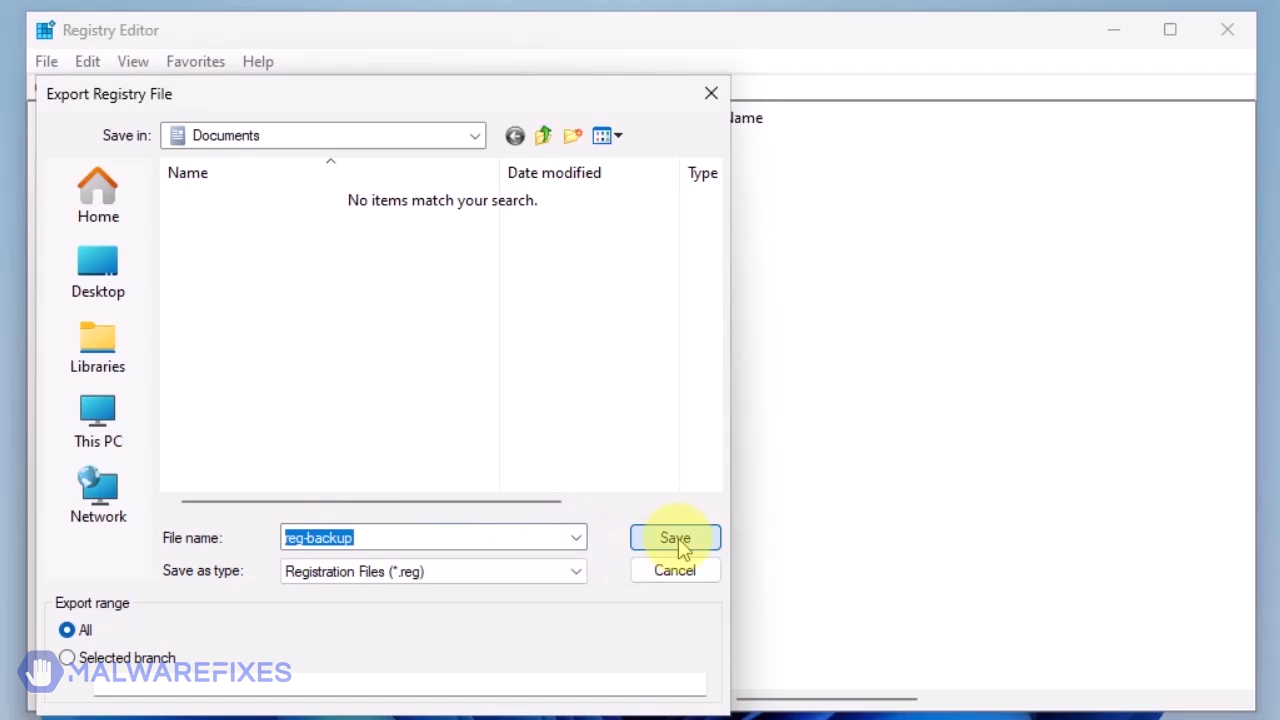 Registry Editor
File Edit View Favorites Help
Export Registry File
Save in: Documents
Name Date modified Type
No items match your search.
Home
Desktop
Libraries
This PC
Network
File name: reg-backup Save
Save as type: Registration Files (*.reg) Cancel
Export range
All
Selected branch
MALWAREFIXES